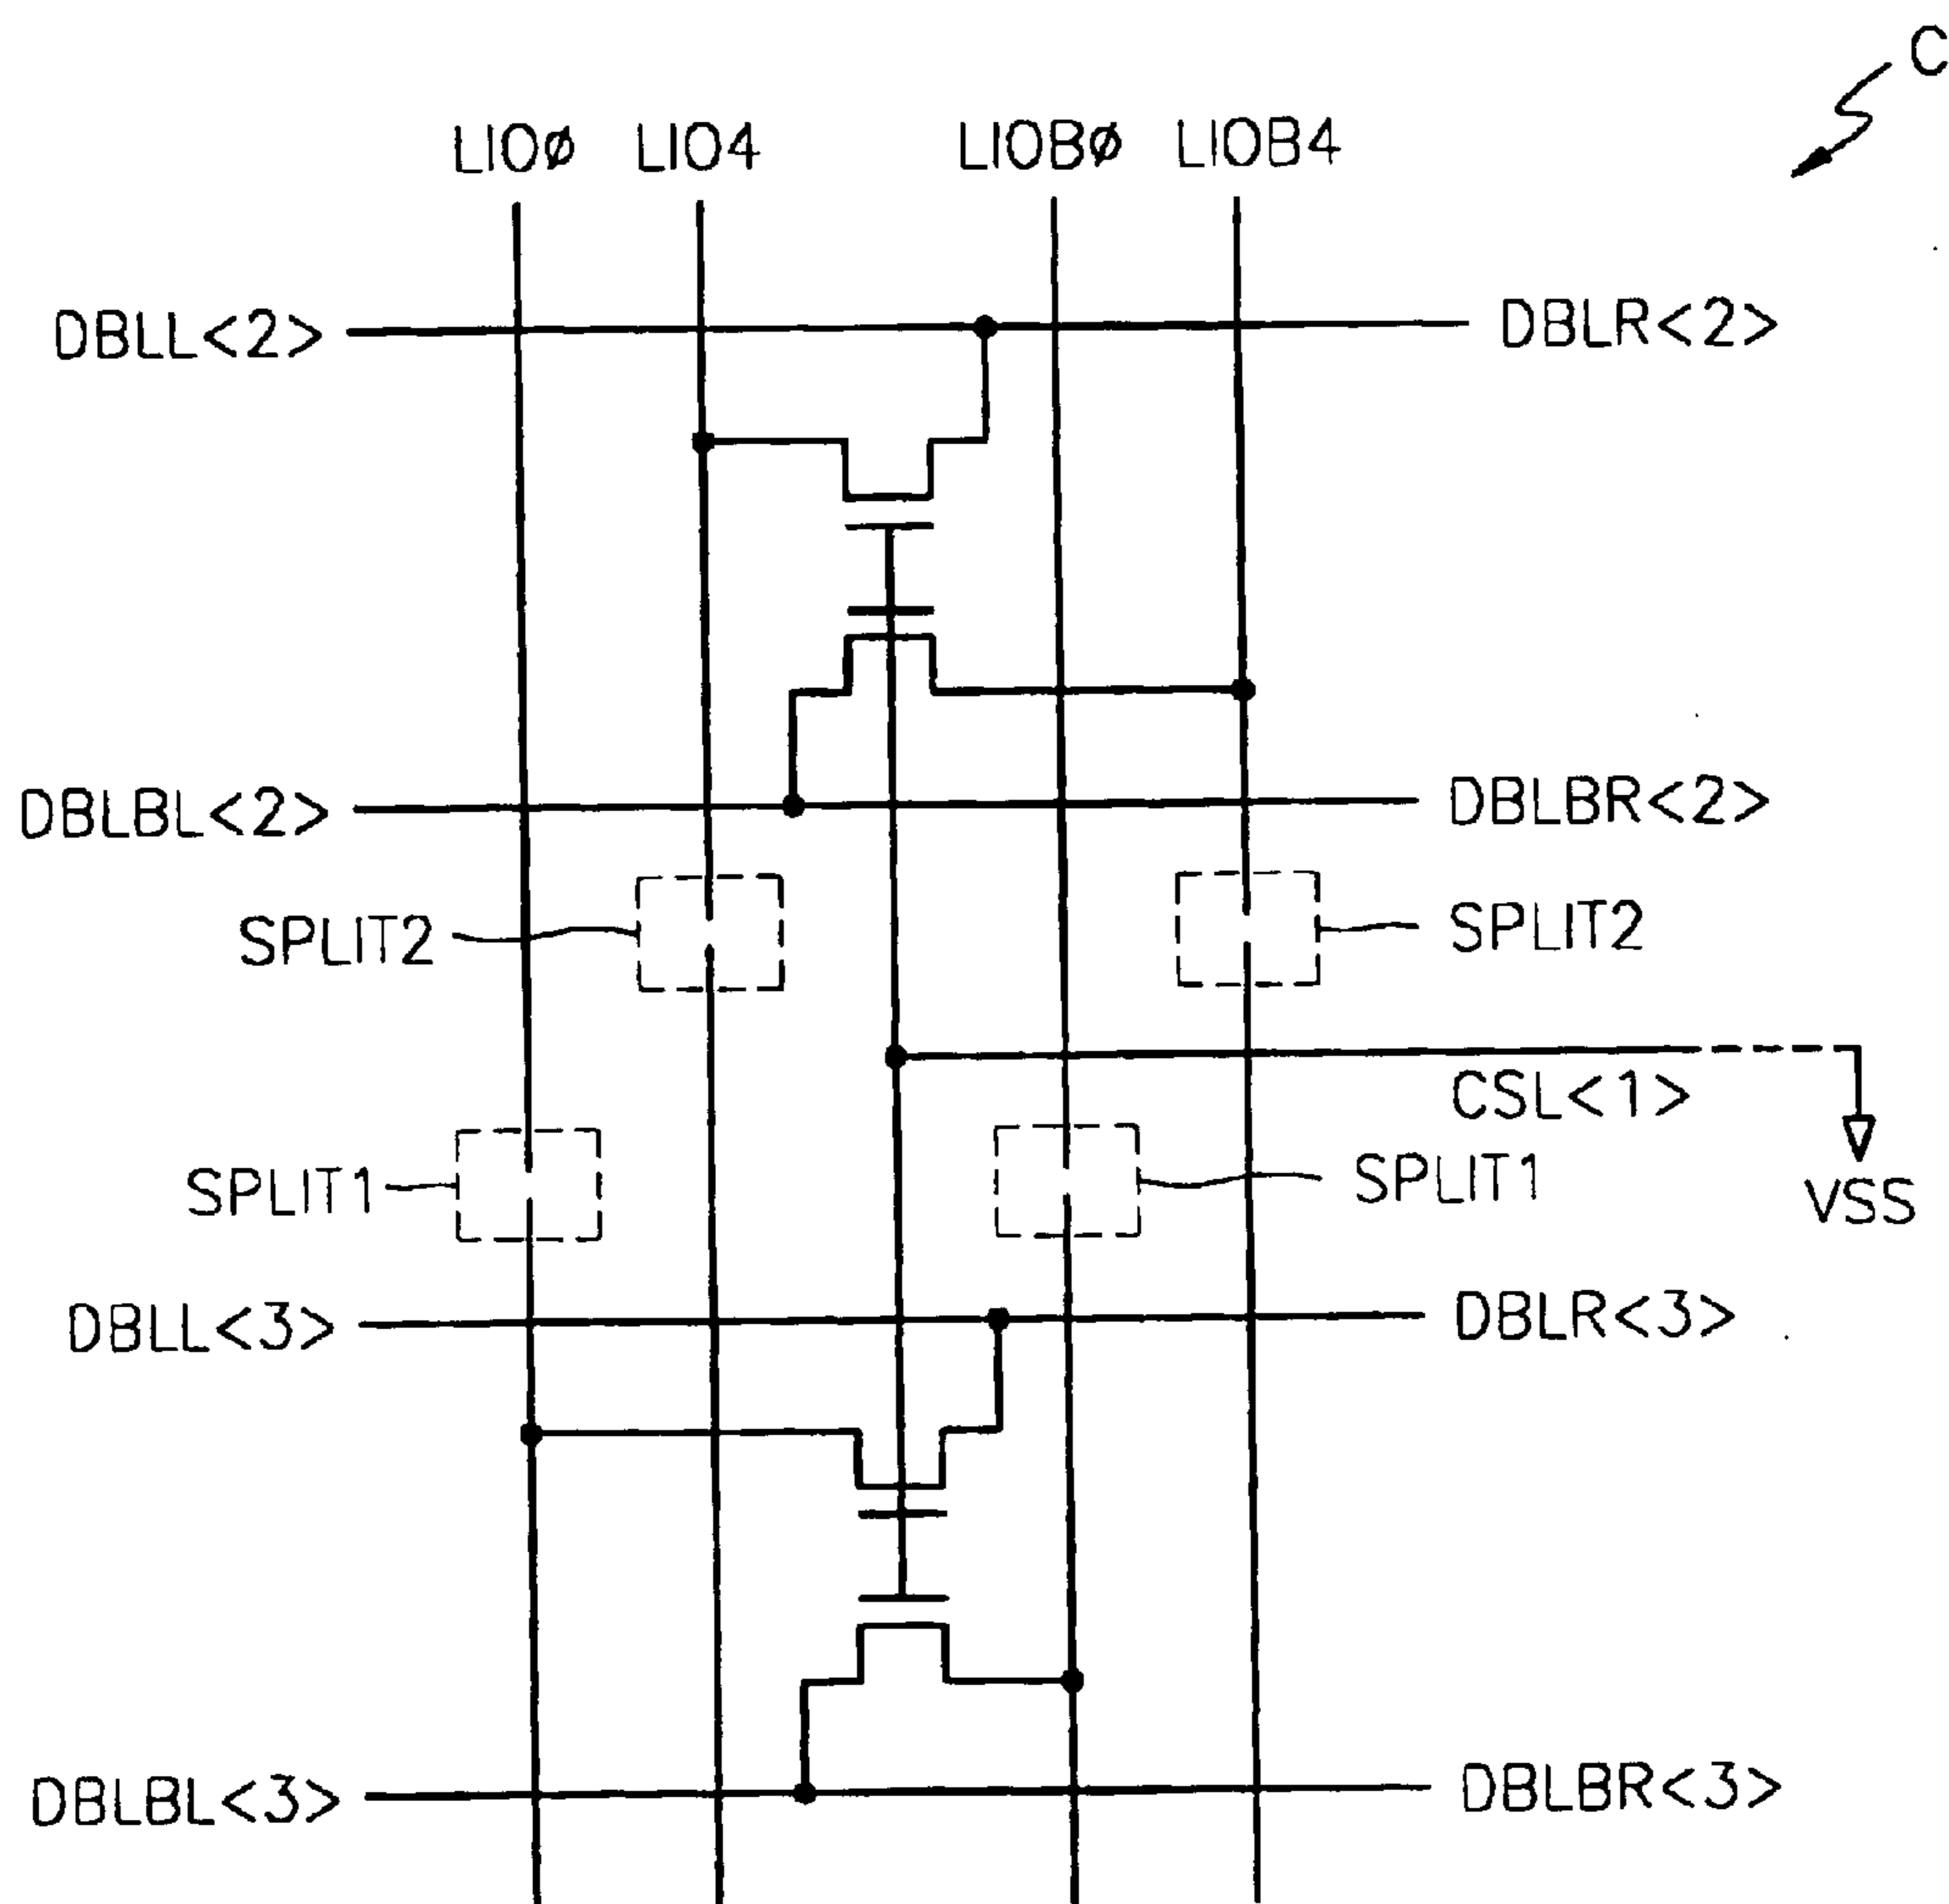 C
LIOø LIO4 LIOBø LIOB4
DBLL<2> DBLR<2>
DBLBL<2> DBLBR<2>
SPLIT2 SPLIT2
CSL<1>
SPLIT1 SPLIT1
VSS
DBLL<3> DBLR<3>
DBLBL<3> DBLBR<3>